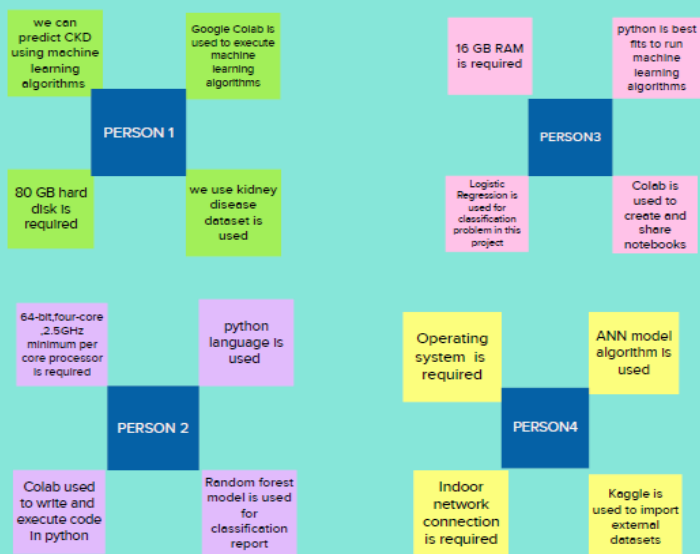 we can
predict CKD
using machine
learning
algorithms
Google Colab is
used to execute
machine
learning
algorithms
PERSON 1
80 GB hard
disk is
required
we use kidney
disease
dataset is
used
16 GB RAM
is required
python is best
fits to run
machine
learning
algorithms
PERSON3
Logistic
Regression is
used for
classification
problem in this
project
Colab is
used to
create and
share
notebooks
64-bit,four-core
,2.5GHz
minimum per
core processor
is required
python
language is
used
PERSON 2
Colab used
to write and
execute code
in python
Random forest
model is used
for
classification
report
Operating
system is
required
ANN model
algorithm is
used
PERSON4
Indoor
network
connection
is required
Kaggle is
used to import
external
datasets